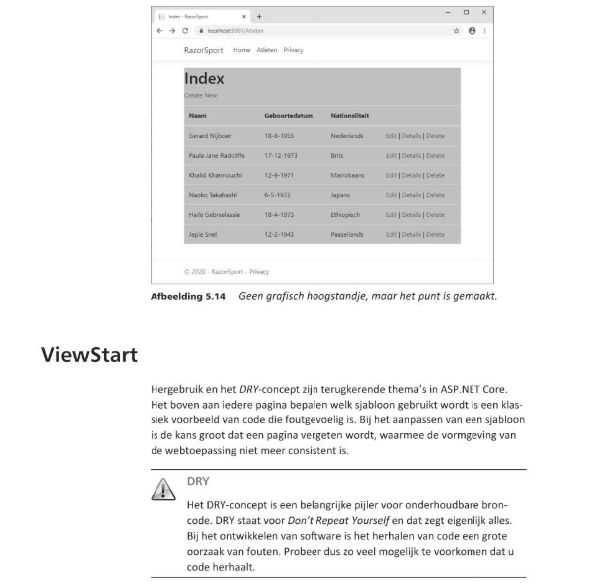 Index - RazorSport
localhost:5001/Atleten
RazorSport Home Atleten Privacy
Index
Create New
Naam Geboortedatum Nationaliteit
Gerard Nijboer 18-8-1955 Nederlands Edit | Details | Delete
Paula Jane Radcliffe 17-12-1973 Brits Edit | Details | Delete
Khalid Khannouchi 12-9-1971 Marrokaans Edit | Details | Delete
Naoko Takahashi 6-5-1972 Japans Edit | Details | Delete
Haile Gebrselassie 18-4-1973 Ethiopisch Edit | Details | Delete
Japie Snel 12-2-1943 Paaseilands Edit | Details | Delete
© 2020 - RazorSport - Privacy
Afbeelding 5.14 Geen grafisch hoogstandje, maar het punt is gemaakt.
ViewStart
Hergebruik en het DRY-concept zijn terugkerende thema's in ASP.NET Core.
Het boven aan iedere pagina bepalen welk sjabloon gebruikt wordt is een klas-
siek voorbeeld van code die foutgevoelig is. Bij het aanpassen van een sjabloon
is de kans groot dat een pagina vergeten wordt, waarmee de vormgeving van
de webtoepassing niet meer consistent is.
DRY
Het DRY-concept is een belangrijke pijler voor onderhoudbare bron-
code. DRY staat voor Don't Repeat Yourself en dat zegt eigenlijk alles.
Bij het ontwikkelen van software is het herhalen van code een grote
oorzaak van fouten. Probeer dus zo veel mogelijk te voorkomen dat u
code herhaalt.